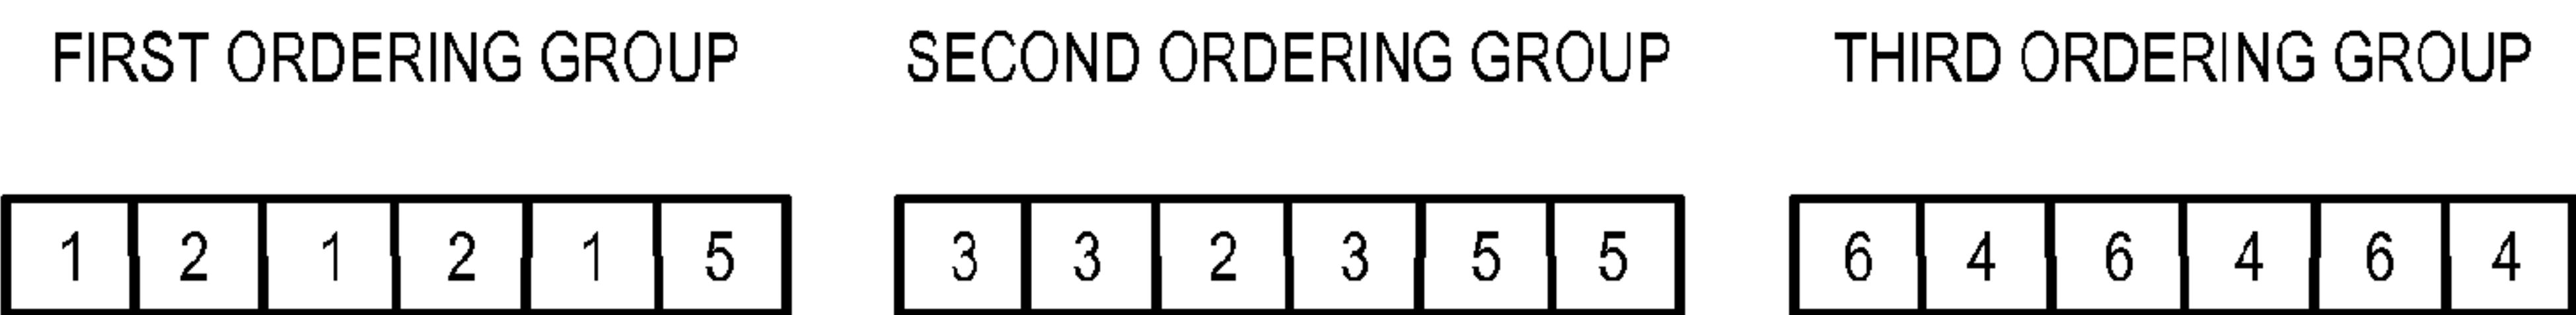 FIRST ORDERING GROUP SECOND ORDERING GROUP THIRD ORDERING GROUP
1 2 1 2 1 5 3 3 2 3 5 5 6 4 6 4 6 4